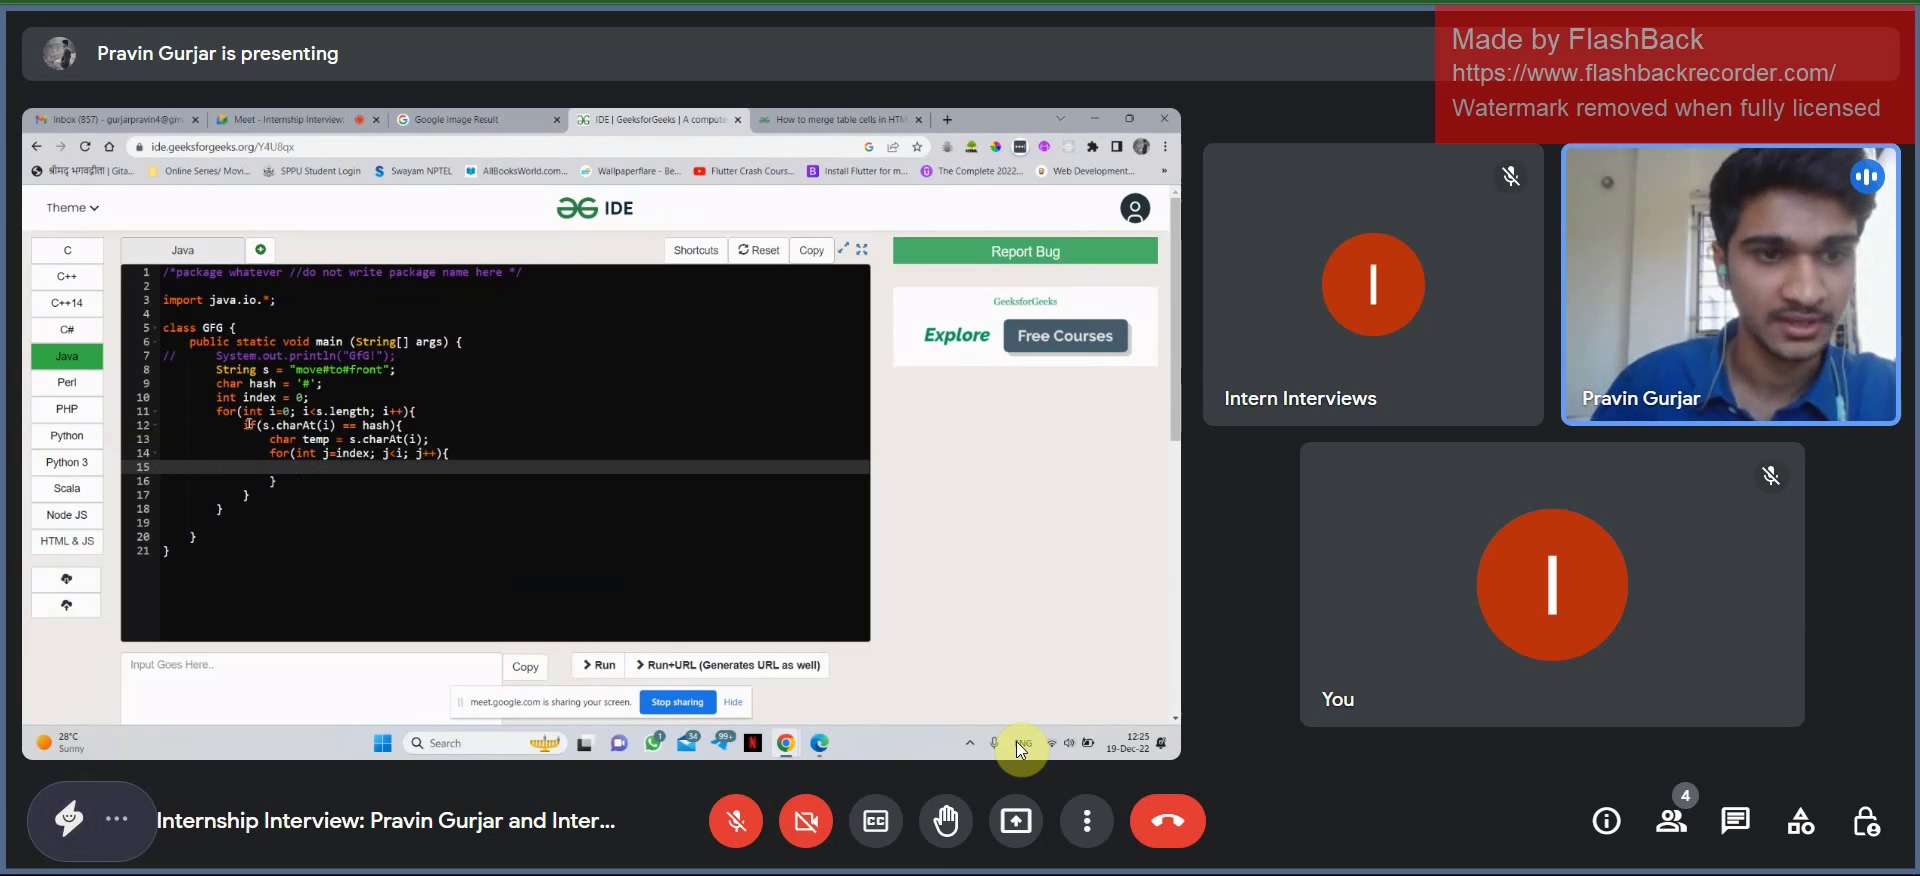 Pravin Gurjar is presenting
Made by FlashBack
https://www.flashbackrecorder.com/
Watermark removed when fully licensed
Inbox (857) - gurjarpravin4@gm
Meet - Internship Interview:
Google Image Result
IDE | GeeksforGeeks | A compute
How to merge table cells in HTM
ide.geeksforgeeks.org/Y4U8qx
श्रीमद् भगवद्गीता | Gita...
Online Series/ Movi...
SPPU Student Login
Swayam NPTEL
AllBooksWorld.com...
Wallpaperflare - Be...
Flutter Crash Cours...
Install Flutter for m...
The Complete 2022...
Web Development...
»
Theme
IDE
C
C++
C++14
C#
Java
Perl
PHP
Python
Python 3
Scala
Node JS
HTML & JS
Java
Shortcuts
Reset
Copy
1 /*package whatever //do not write package name here */
2
3 import java.io.*;
4
5 class GFG {
6 public static void main (String[] args) {
7 // System.out.println("GfG!");
8 String s = "move#to#front";
9 char hash = '#';
10 int index = 0;
11 for(int i=0; i<s.length; i++){
12 if(s.charAt(i) == hash){
13 char temp = s.charAt(i);
14 for(int j=index; j<i; j++){
15
16 }
17 }
18 }
19
20 }
21 }
Report Bug
GeeksforGeeks
Explore Free Courses
Input Goes Here..
Copy
Run
Run+URL (Generates URL as well)
meet.google.com is sharing your screen.
Stop sharing
Hide
28°C
Sunny
Search
1
34
99+
N
ENG
12:25
19-Dec-22
I
Intern Interviews
Pravin Gurjar
I
You
Internship Interview: Pravin Gurjar and Inter...
CC
4